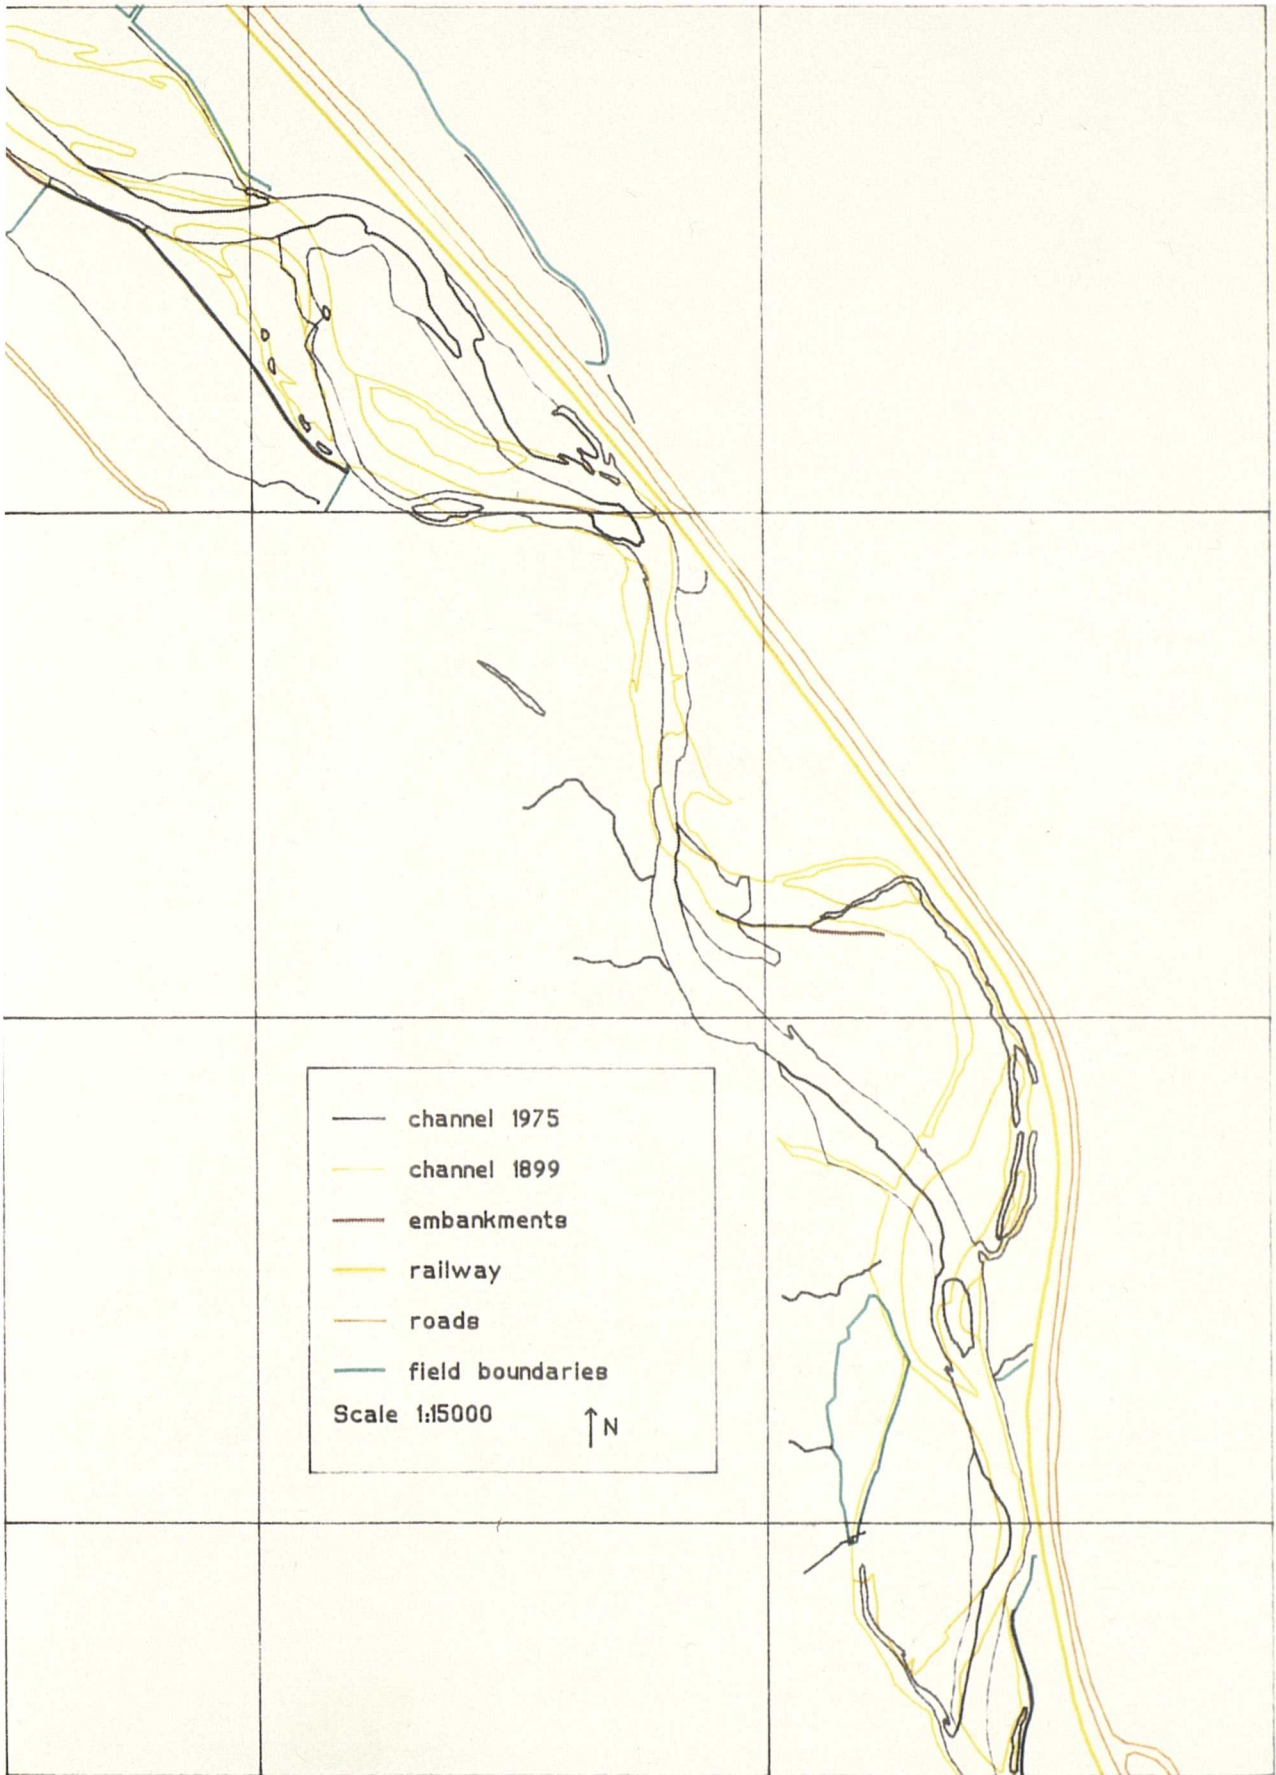 channel 1975
channel 1899
embankments
railway
roads
field boundaries
Scale 1:15000
N